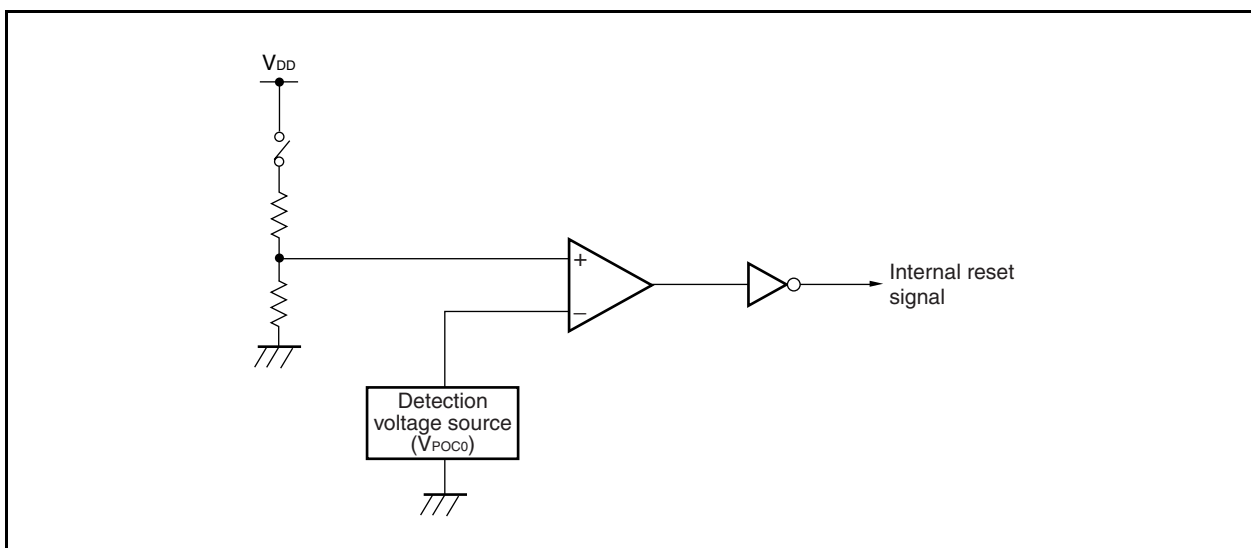 VDD
+
−
Internal reset
signal
Detection
voltage source
(VPOC0)